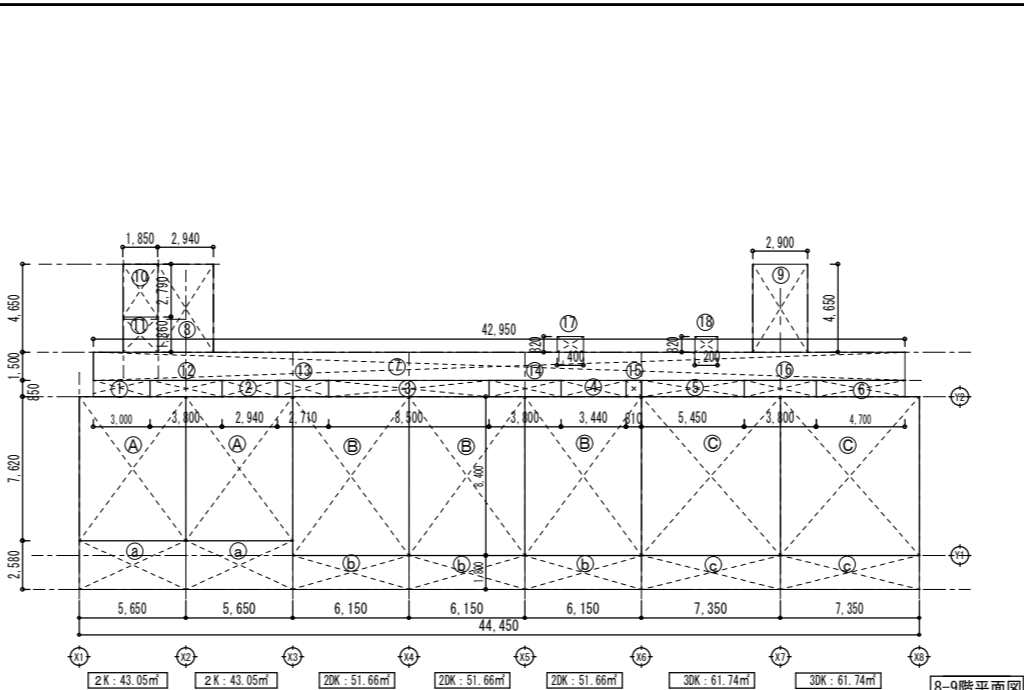 1,850 2,940
2,900
⑩
⑨
2,790
4,650
4,650
⑪
1,860
⑧
⑰
⑱
42,950
820
820
1,400
1,500
⑫ ⑬ ⑦ ⑭ ⑮ ⑯
850
① ② ③ ④ ⑤ ⑥
Y2
3,000 3,800 2,940 2,710 8,500 3,800 3,440 810 5,450 3,800 4,700
Ⓐ Ⓐ Ⓑ Ⓑ Ⓑ Ⓒ Ⓒ
7,620
8,400
ⓐ ⓐ
Y1
2,580
ⓑ ⓑ ⓑ ⓒ ⓒ
1,800
5,650 5,650 6,150 6,150 6,150 7,350 7,350
44,450
X1 X2 X3 X4 X5 X6 X7 X8
2K : 43.05㎡ 2K : 43.05㎡ 2DK : 51.66㎡ 2DK : 51.66㎡ 2DK : 51.66㎡ 3DK : 61.74㎡ 3DK : 61.74㎡
8-9階平面図